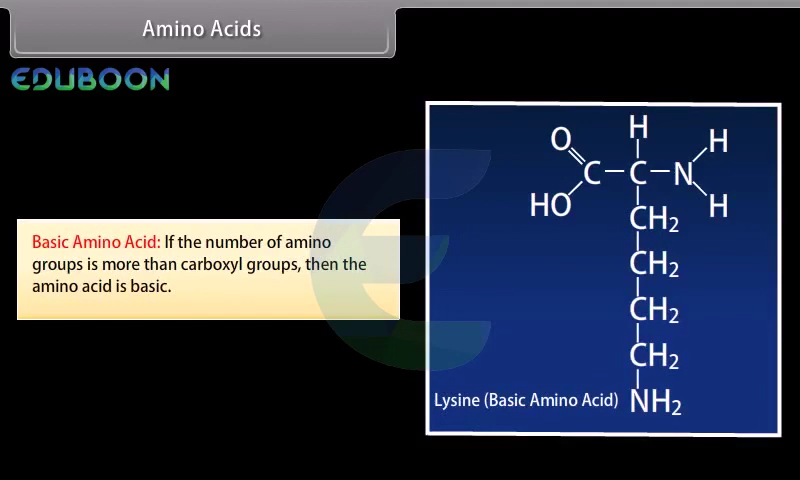 Amino Acids
EDUBOON
Basic Amino Acid: If the number of amino
groups is more than carboxyl groups, then the
amino acid is basic.
H
O H
C C N
HO H
CH2
CH2
CH2
CH2
Lysine (Basic Amino Acid) NH2